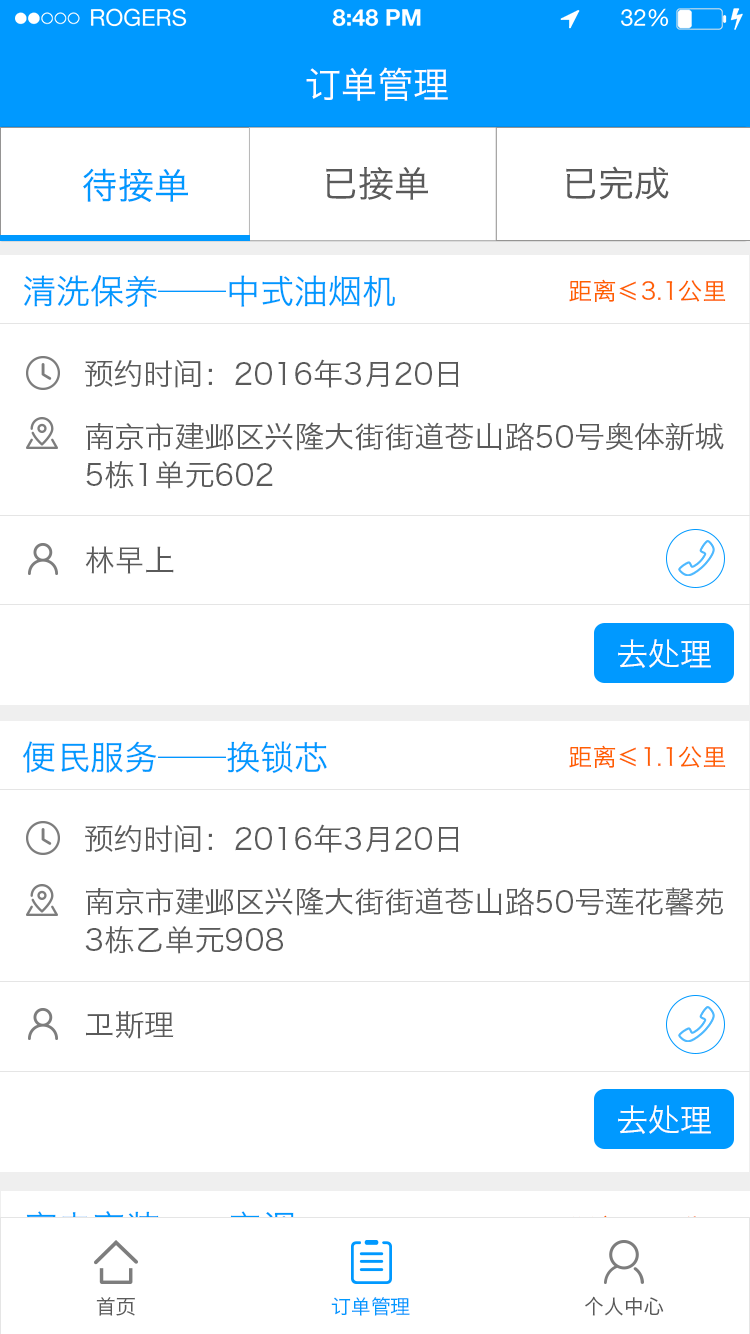 ROGERS 8:48 PM 32%
订单管理
待接单 已接单 已完成
清洗保养——中式油烟机 距离≤3.1公里
预约时间：2016年3月20日
南京市建邺区兴隆大街街道苍山路50号奥体新城
5栋1单元602
林早上
去处理
便民服务——换锁芯 距离≤1.1公里
预约时间：2016年3月20日
南京市建邺区兴隆大街街道苍山路50号莲花馨苑
3栋乙单元908
卫斯理
去处理
首页 订单管理 个人中心